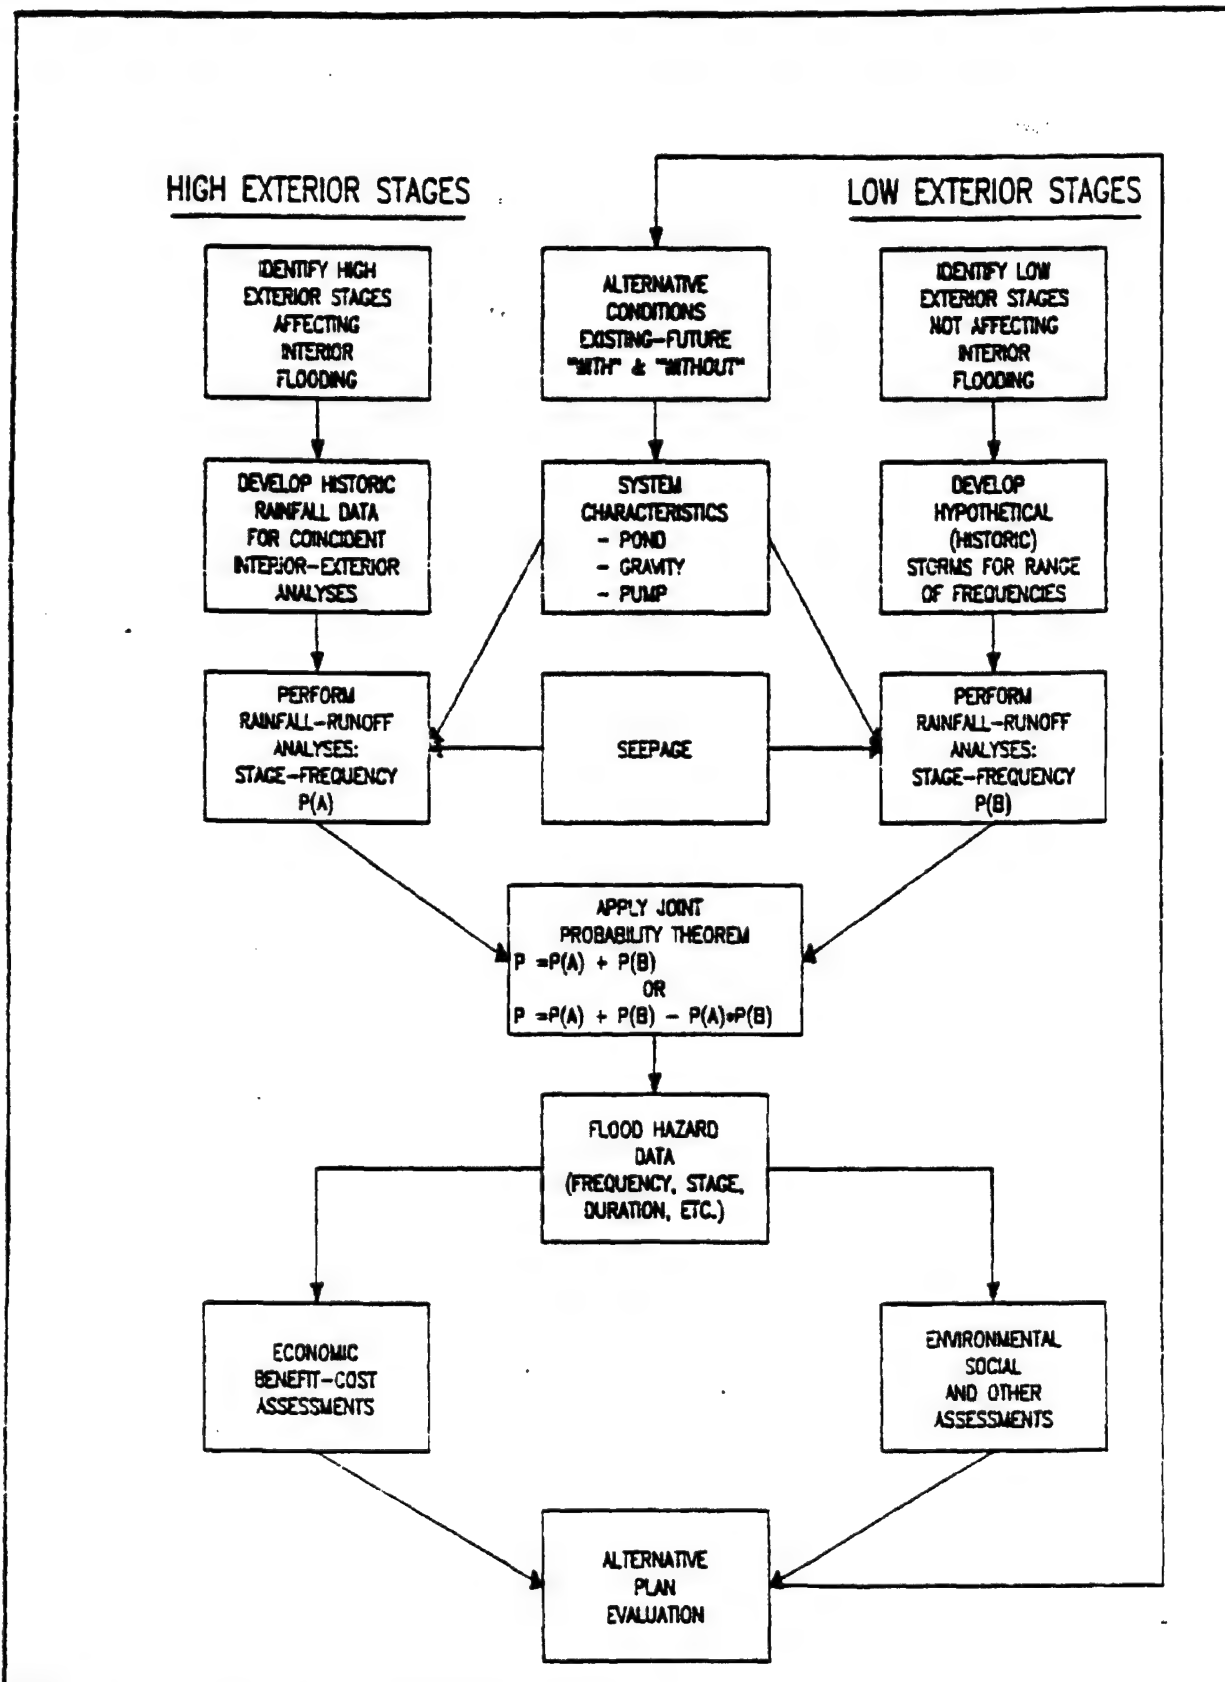 HIGH EXTERIOR STAGES
LOW EXTERIOR STAGES
IDENTIFY HIGH
EXTERIOR STAGES
AFFECTING
INTERIOR
FLOODING
ALTERNATIVE
CONDITIONS
EXISTING-FUTURE
"WITH" & "WITHOUT"
IDENTIFY LOW
EXTERIOR STAGES
NOT AFFECTING
INTERIOR
FLOODING
DEVELOP HISTORIC
RAINFALL DATA
FOR COINCIDENT
INTERIOR-EXTERIOR
ANALYSES
SYSTEM
CHARACTERISTICS
- POND
- GRAVITY
- PUMP
DEVELOP
HYPOTHETICAL
(HISTORIC)
STORMS FOR RANGE
OF FREQUENCIES
PERFORM
RAINFALL-RUNOFF
ANALYSES:
STAGE-FREQUENCY
P(A)
SEEPAGE
PERFORM
RAINFALL-RUNOFF
ANALYSES:
STAGE-FREQUENCY
P(B)
APPLY JOINT
PROBABILITY THEOREM
P =P(A) + P(B)
OR
P =P(A) + P(B) - P(A)*P(B)
FLOOD HAZARD
DATA
(FREQUENCY, STAGE,
DURATION, ETC.)
ECONOMIC
BENEFIT-COST
ASSESSMENTS
ENVIRONMENTAL
SOCIAL
AND OTHER
ASSESSMENTS
ALTERNATIVE
PLAN
EVALUATION